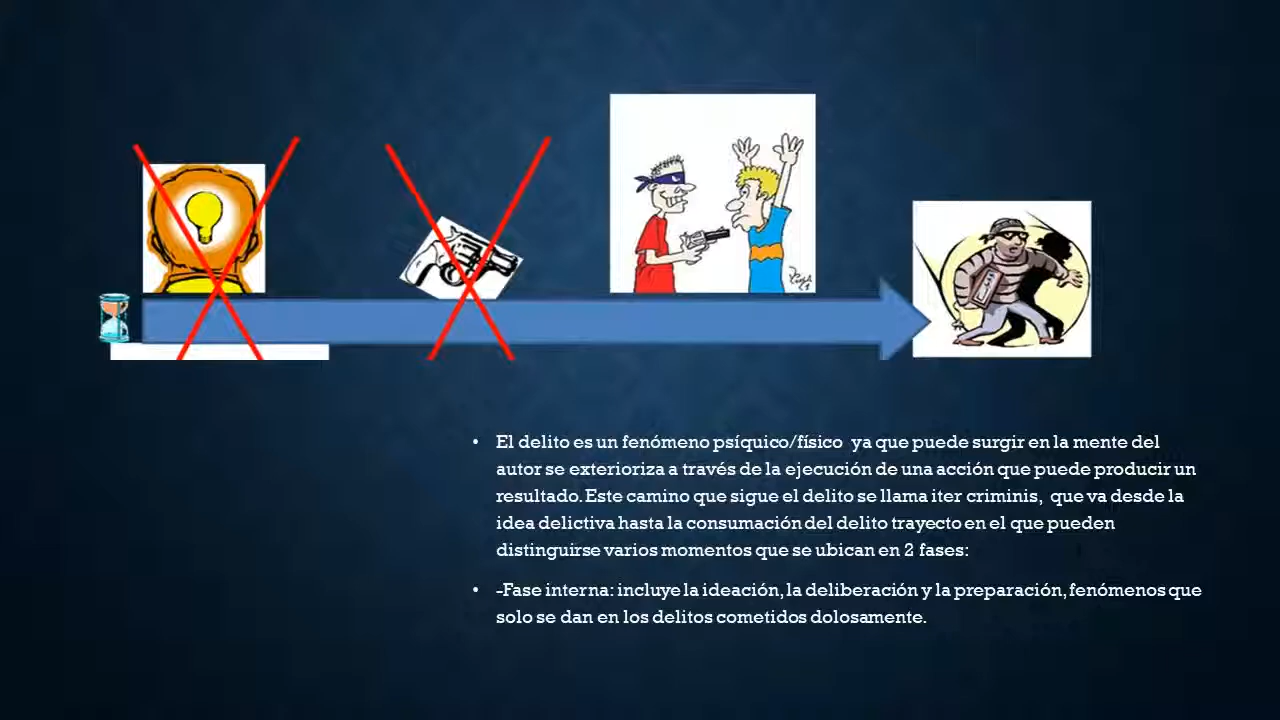 • El delito es un fenómeno psíquico/físico ya que puede surgir en la mente del
autor se exterioriza a través de la ejecución de una acción que puede producir un
resultado. Este camino que sigue el delito se llama iter criminis, que va desde la
idea delictiva hasta la consumación del delito trayecto en el que pueden
distinguirse varios momentos que se ubican en 2 fases:
• -Fase interna: incluye la ideación, la deliberación y la preparación, fenómenos que
solo se dan en los delitos cometidos dolosamente.